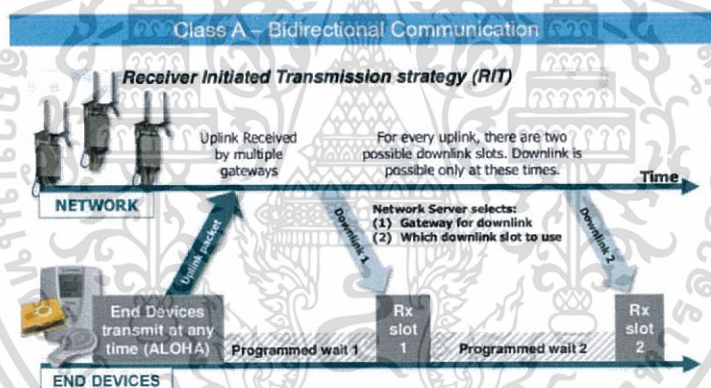 Class A – Bidirectional Communication
Receiver Initiated Transmission strategy (RIT)
Uplink Received
by multiple
gateways
For every uplink, there are two
possible downlink slots. Downlink is
possible only at these times.
Time
NETWORK
Uplink packet
Downlink 1
Network Server selects:
(1) Gateway for downlink
(2) Which downlink slot to use
Downlink 2
End Devices
transmit at any
time (ALOHA)
Programmed wait 1
Rx
slot
1
Programmed wait 2
Rx
slot
2
END DEVICES